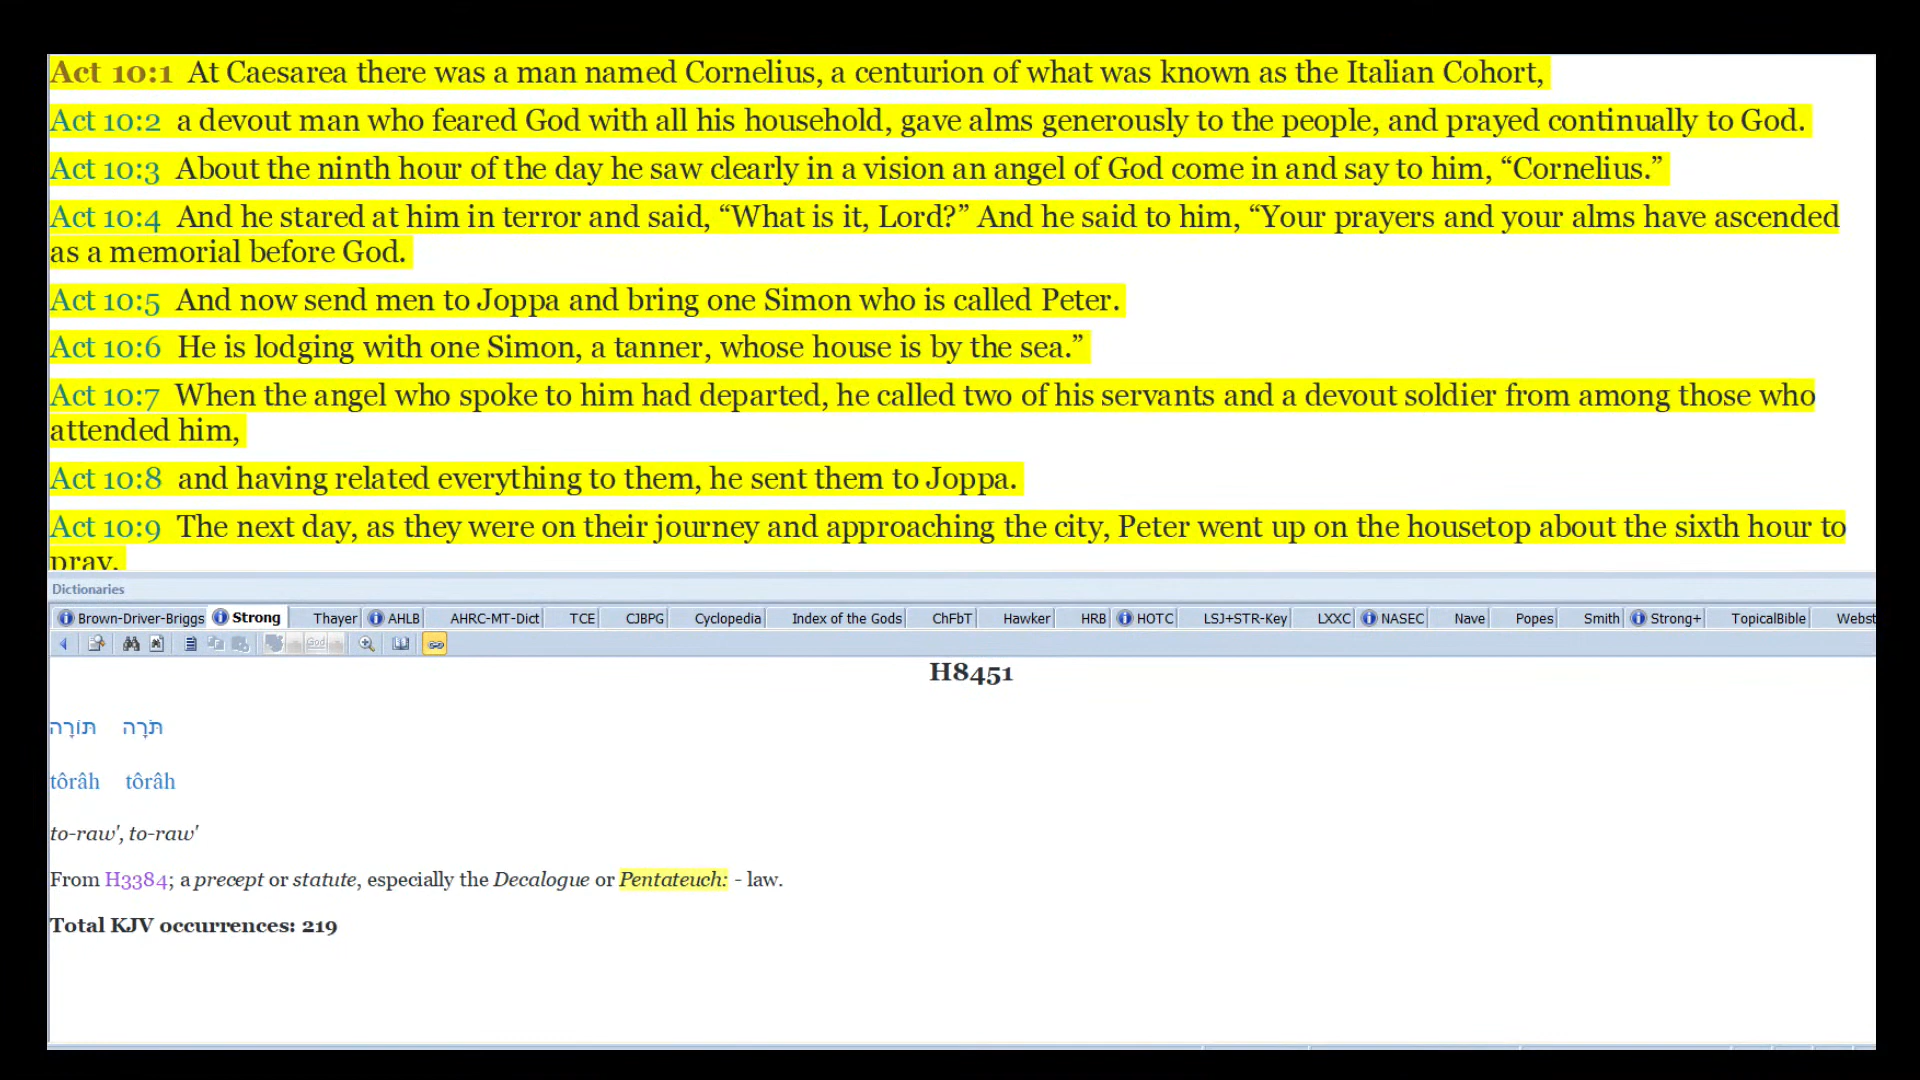 Act 10:1 At Caesarea there was a man named Cornelius, a centurion of what was known as the Italian Cohort,
Act 10:2 a devout man who feared God with all his household, gave alms generously to the people, and prayed continually to God.
Act 10:3 About the ninth hour of the day he saw clearly in a vision an angel of God come in and say to him, “Cornelius.”
Act 10:4 And he stared at him in terror and said, “What is it, Lord?” And he said to him, “Your prayers and your alms have ascended
as a memorial before God.
Act 10:5 And now send men to Joppa and bring one Simon who is called Peter.
Act 10:6 He is lodging with one Simon, a tanner, whose house is by the sea.”
Act 10:7 When the angel who spoke to him had departed, he called two of his servants and a devout soldier from among those who
attended him,
Act 10:8 and having related everything to them, he sent them to Joppa.
Act 10:9 The next day, as they were on their journey and approaching the city, Peter went up on the housetop about the sixth hour to
pray.
Dictionaries
Brown-Driver-Briggs Strong Thayer AHLB AHRC-MT-Dict TCE CJBPG Cyclopedia Index of the Gods ChFbT Hawker HRB HOTC LSJ+STR-Key LXXC NASEC Nave Popes Smith Strong+ TopicalBible Webst
God
H8451
תּוֹרָה תֹּרָה
tôrâh tôrâh
to-raw', to-raw'
From H3384; a precept or statute, especially the Decalogue or Pentateuch: - law.
Total KJV occurrences: 219